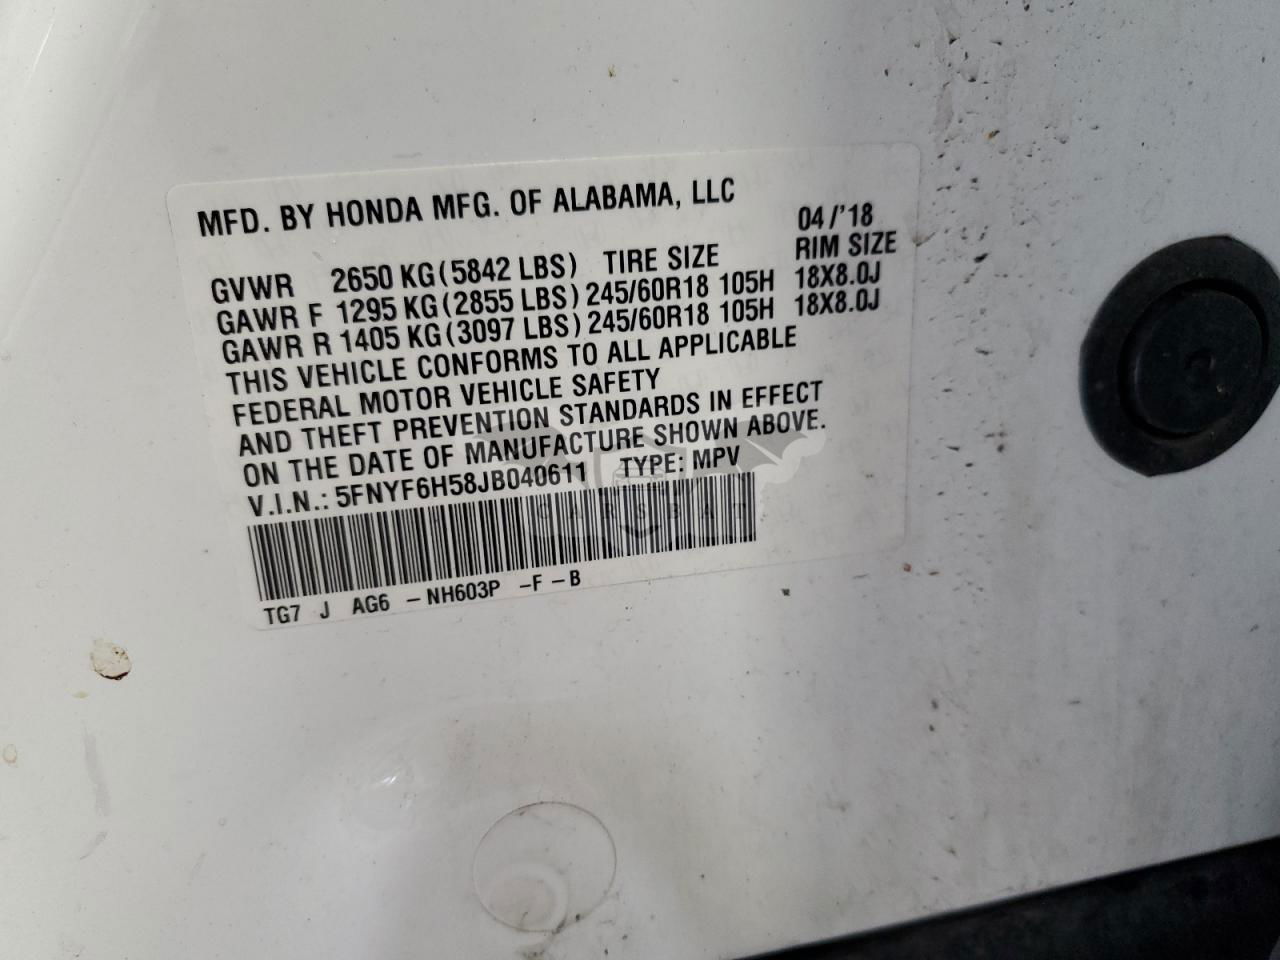 MFD. BY HONDA MFG. OF ALABAMA, LLC
04/'18
GVWR 2650 KG(5842 LBS) TIRE SIZE RIM SIZE
GAWR F 1295 KG(2855 LBS) 245/60R18 105H 18X8.0J
GAWR R 1405 KG(3097 LBS) 245/60R18 105H 18X8.0J
THIS VEHICLE CONFORMS TO ALL APPLICABLE
FEDERAL MOTOR VEHICLE SAFETY
AND THEFT PREVENTION STANDARDS IN EFFECT
ON THE DATE OF MANUFACTURE SHOWN ABOVE.
V.I.N.: 5FNYF6H58JB040611 TYPE: MPV
CARSBAT
TG7 J AG6 -NH603P -F-B